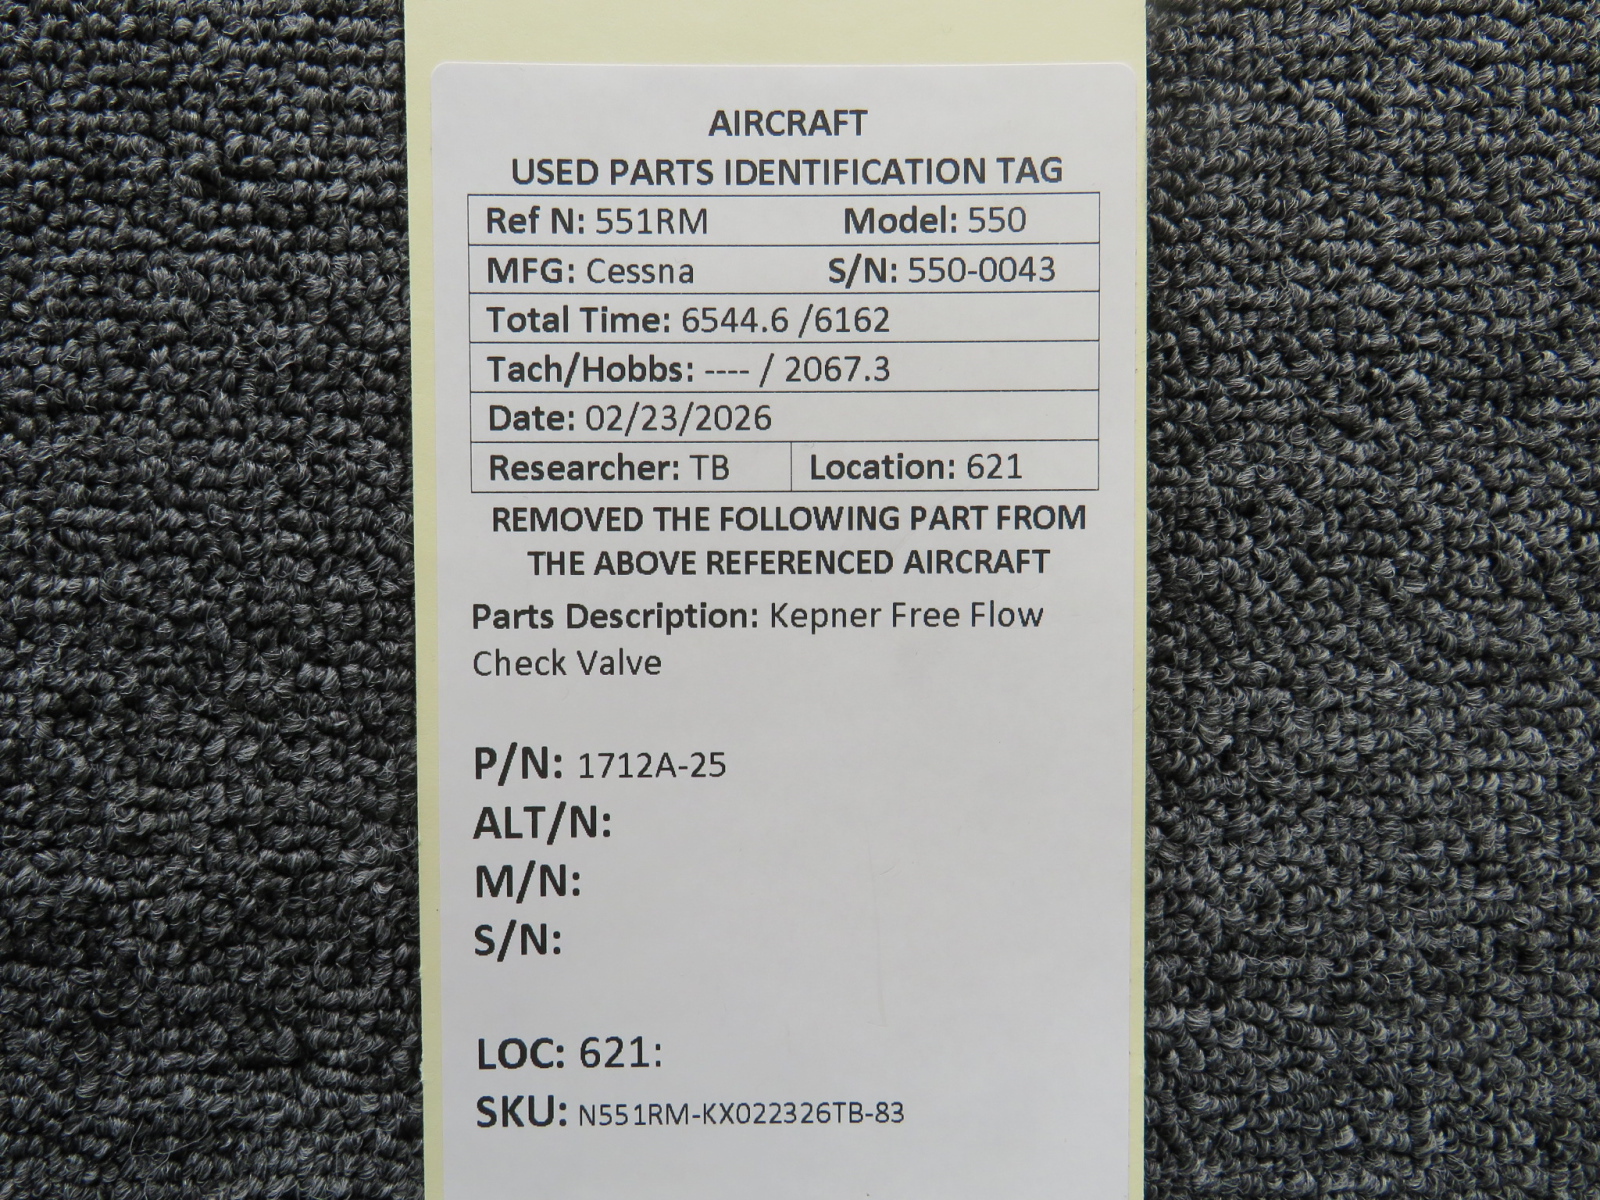 AIRCRAFT
USED PARTS IDENTIFICATION TAG
Ref N: 551RM Model: 550
MFG: Cessna S/N: 550-0043
Total Time: 6544.6 /6162
Tach/Hobbs: ---- / 2067.3
Date: 02/23/2026
Researcher: TB Location: 621
REMOVED THE FOLLOWING PART FROM
THE ABOVE REFERENCED AIRCRAFT
Parts Description: Kepner Free Flow
Check Valve
P/N: 1712A-25
ALT/N:
M/N:
S/N:
LOC: 621:
SKU: N551RM-KX022326TB-83